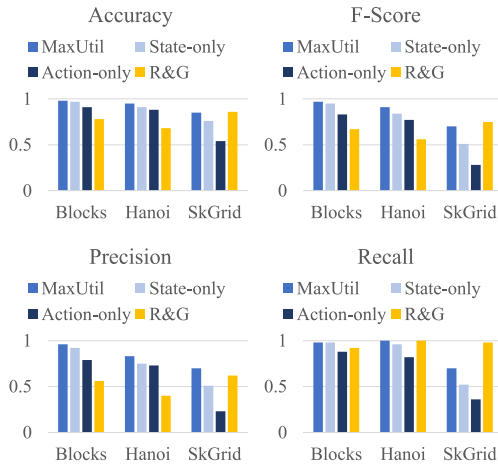 Accuracy
MaxUtil State-only
Action-only R&G
1
0.5
0
Blocks Hanoi SkGrid
F-Score
MaxUtil State-only
Action-only R&G
1
0.5
0
Blocks Hanoi SkGrid
Precision
MaxUtil State-only
Action-only R&G
1
0.5
0
Blocks Hanoi SkGrid
Recall
MaxUtil State-only
Action-only R&G
1
0.5
0
Blocks Hanoi SkGrid